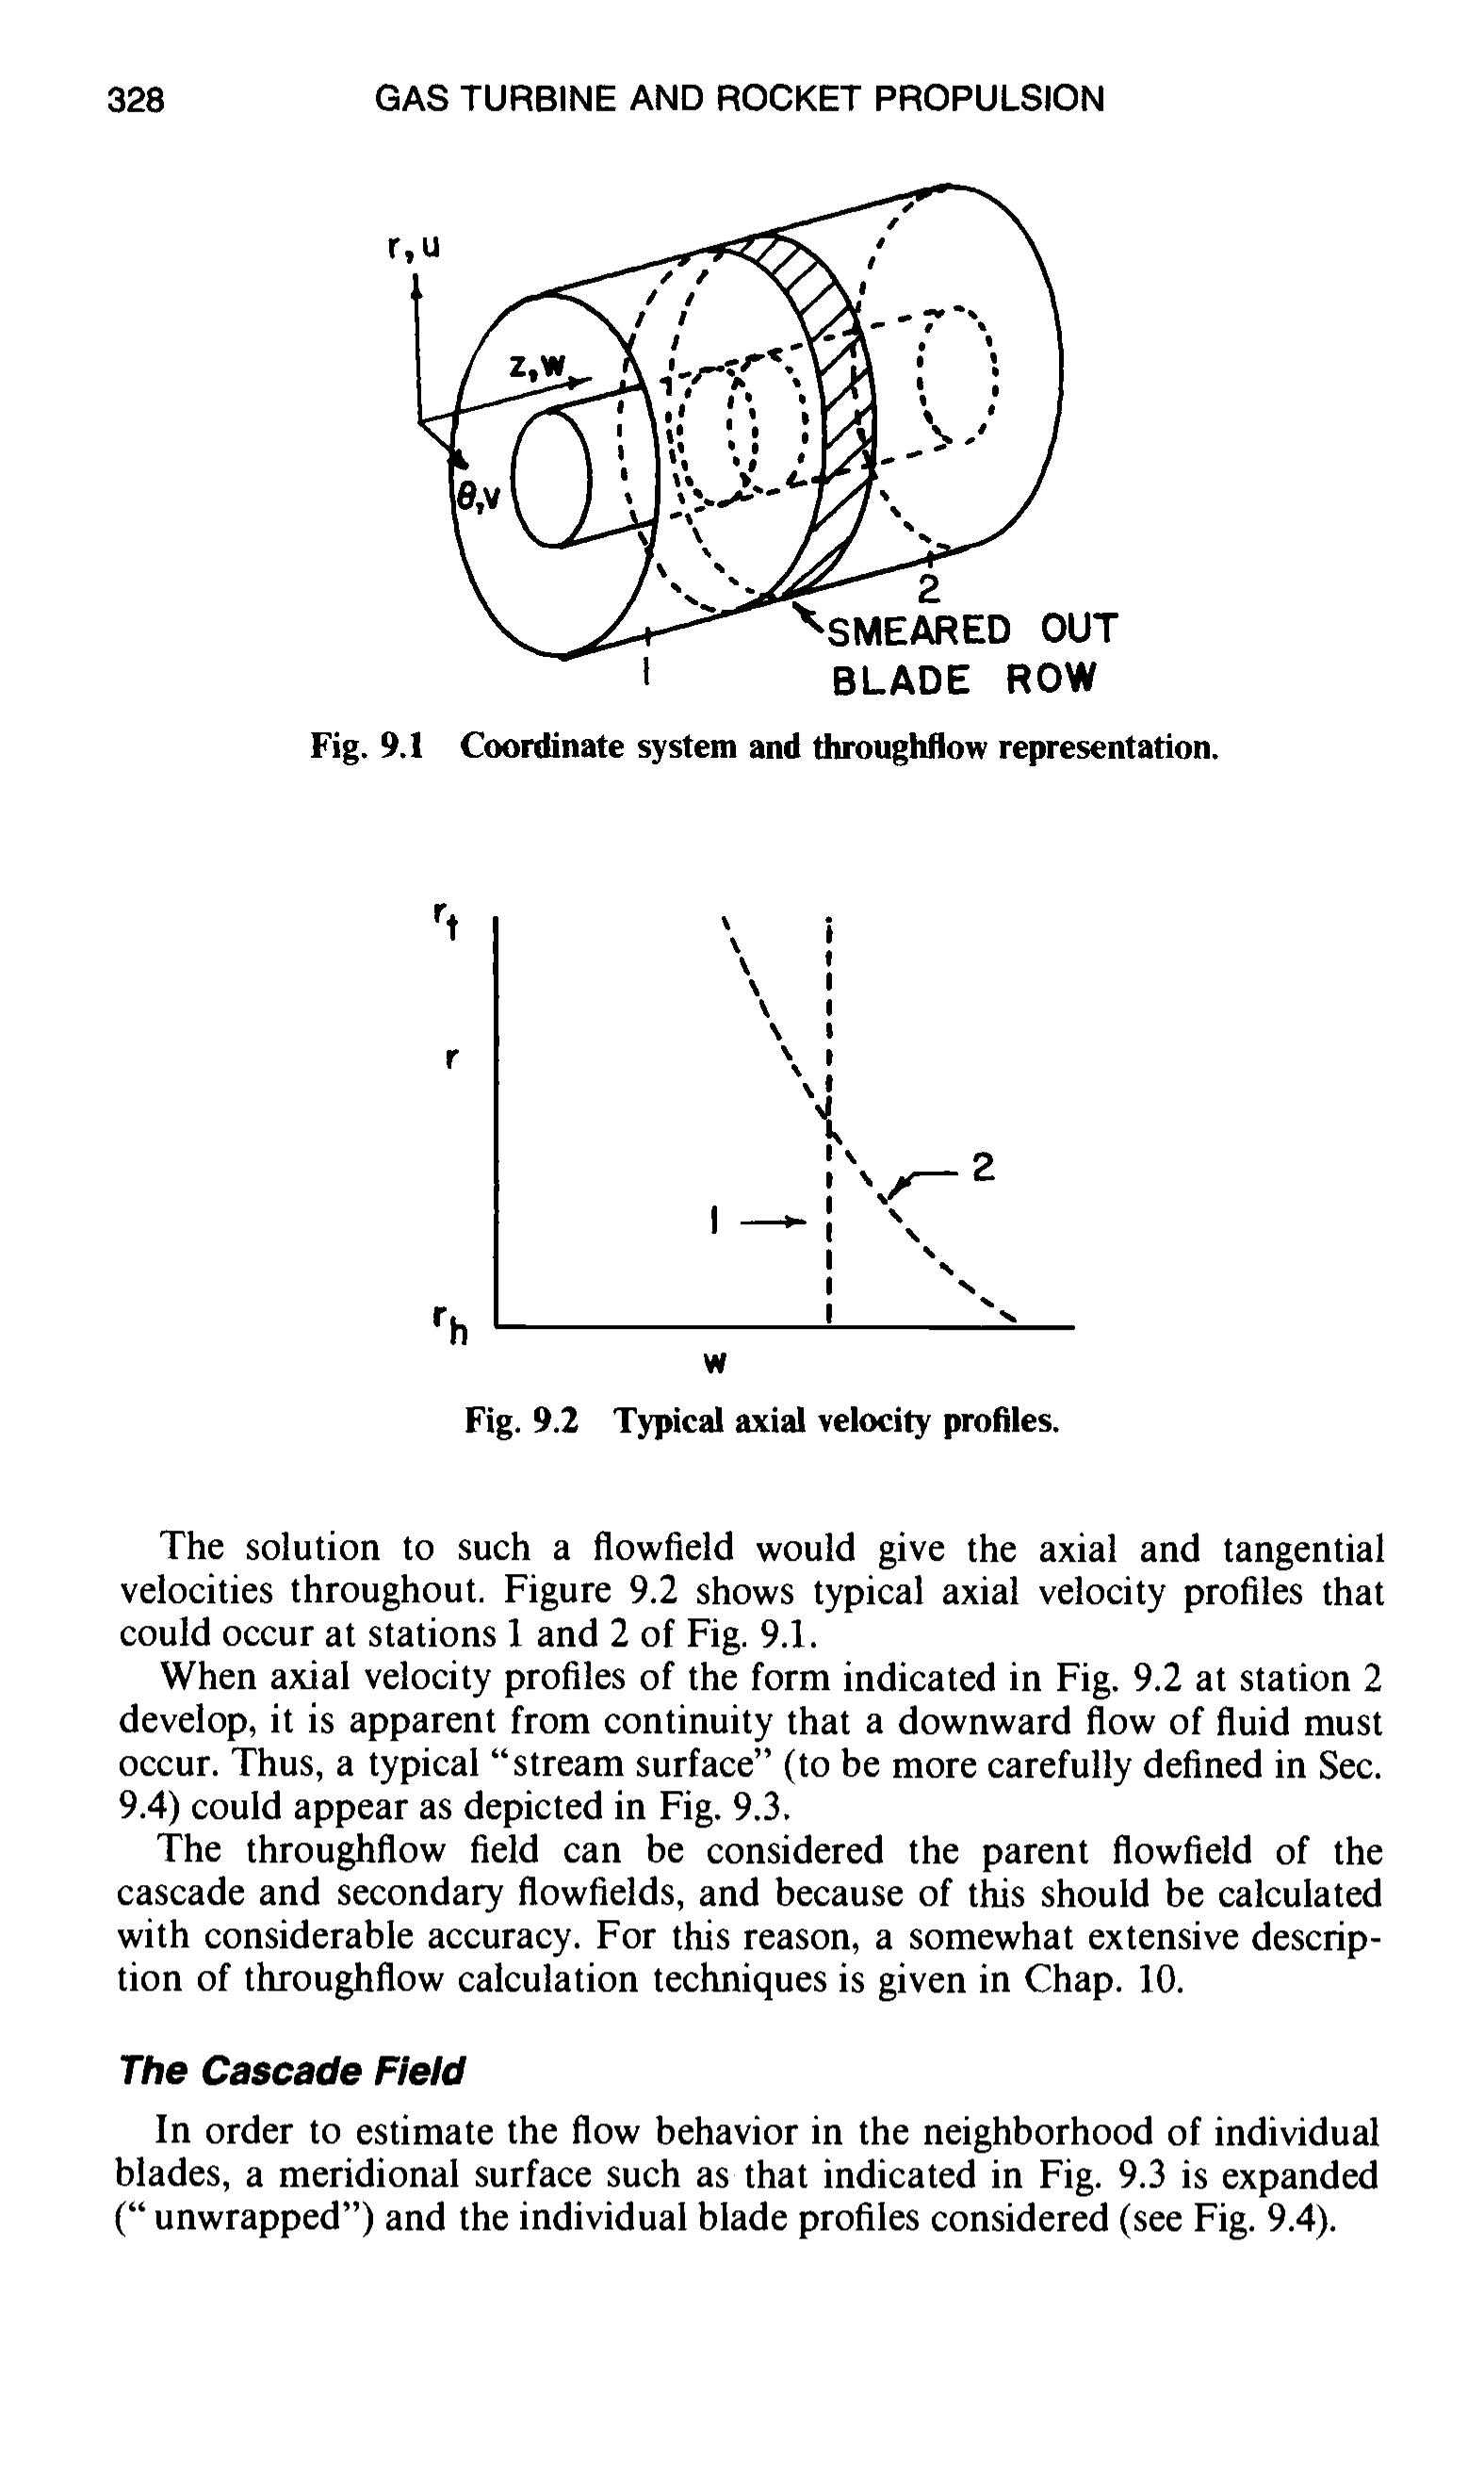 328 GAS TURBINE AND ROCKET PROPULSION
r,u
z,w
θ,v
2
SMEARED OUT
1
BLADE ROW
Fig. 9.1 Coordinate system and throughflow representation.
rt
r
2
1
rh
w
Fig. 9.2 Typical axial velocity profiles.
The solution to such a flowfield would give the axial and tangential
velocities throughout. Figure 9.2 shows typical axial velocity profiles that
could occur at stations 1 and 2 of Fig. 9.1.
When axial velocity profiles of the form indicated in Fig. 9.2 at station 2
develop, it is apparent from continuity that a downward flow of fluid must
occur. Thus, a typical “stream surface” (to be more carefully defined in Sec.
9.4) could appear as depicted in Fig. 9.3.
The throughflow field can be considered the parent flowfield of the
cascade and secondary flowfields, and because of this should be calculated
with considerable accuracy. For this reason, a somewhat extensive descrip-
tion of throughflow calculation techniques is given in Chap. 10.
The Cascade Field
In order to estimate the flow behavior in the neighborhood of individual
blades, a meridional surface such as that indicated in Fig. 9.3 is expanded
(“unwrapped”) and the individual blade profiles considered (see Fig. 9.4).